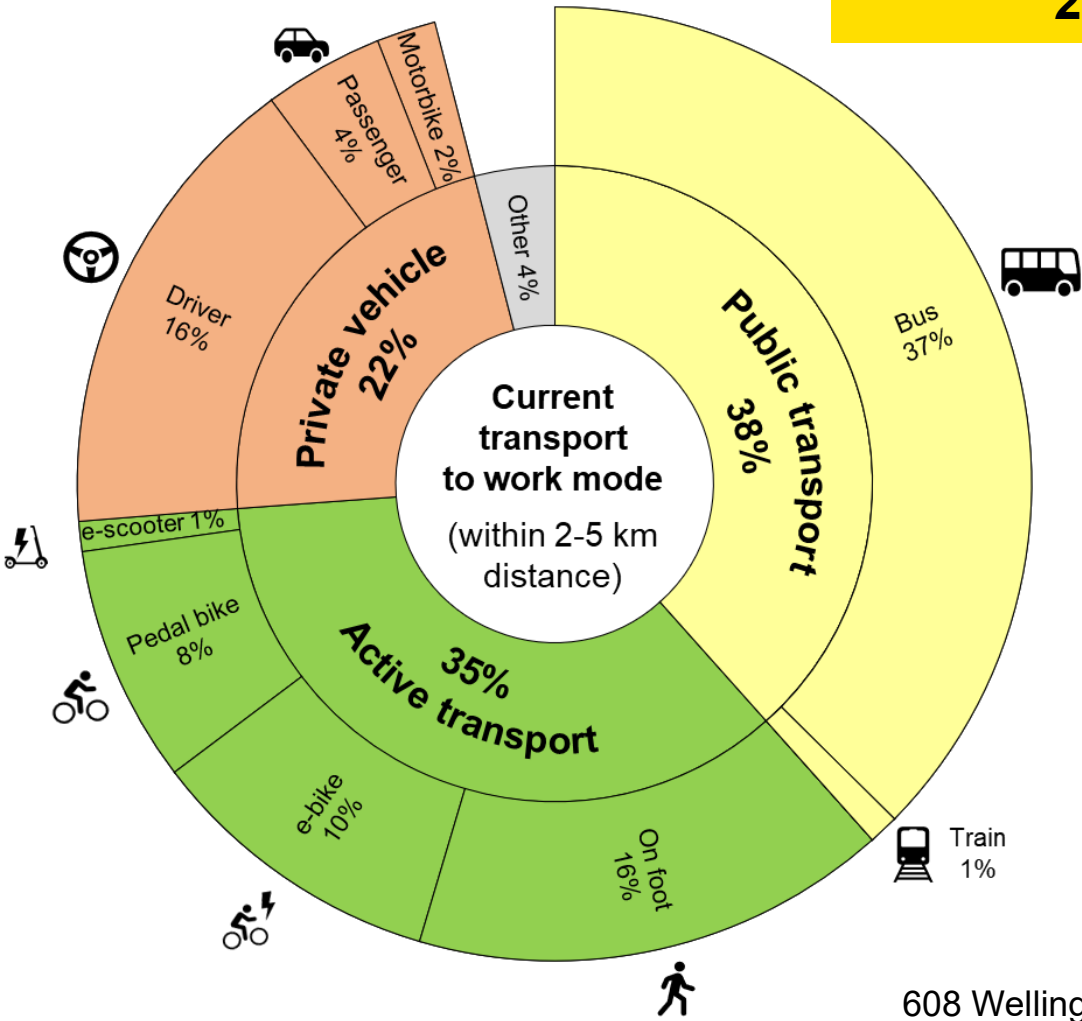 2
Current
transport
to work mode
(within 2-5 km
distance)
Public transport
38%
Bus
37%
Train
1%
35%
Active transport
On foot
16%
e-bike
10%
Pedal bike
8%
e-scooter 1%
Private vehicle
22%
Driver
16%
Passenger
4%
Motorbike 2%
Other 4%
608 Welling